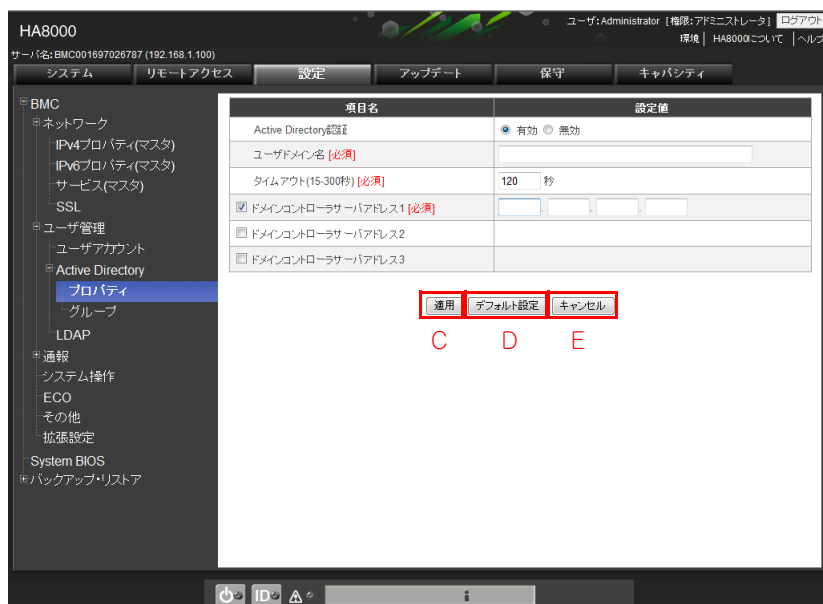 HA8000
ユーザ:Administrator [権限:アドミニストレータ] ログアウト
環境 | HA8000について | ヘルプ
サーバ名:BMC001697026787 (192.168.1.100)
システム リモートアクセス 設定 アップデート 保守 キャパシティ
BMC
ネットワーク
IPv4プロパティ(マスタ)
IPv6プロパティ(マスタ)
サービス(マスタ)
SSL
ユーザ管理
ユーザアカウント
Active Directory
プロパティ
グループ
LDAP
通報
システム操作
ECO
その他
拡張設定
System BIOS
バックアップ・リストア
項目名 設定値
Active Directory認証 有効 無効
ユーザドメイン名 [必須]
タイムアウト(15-300秒) [必須] 120 秒
ドメインコントローラサーバアドレス1 [必須] . . .
ドメインコントローラサーバアドレス2
ドメインコントローラサーバアドレス3
適用 デフォルト設定 キャンセル
C D E
ID i